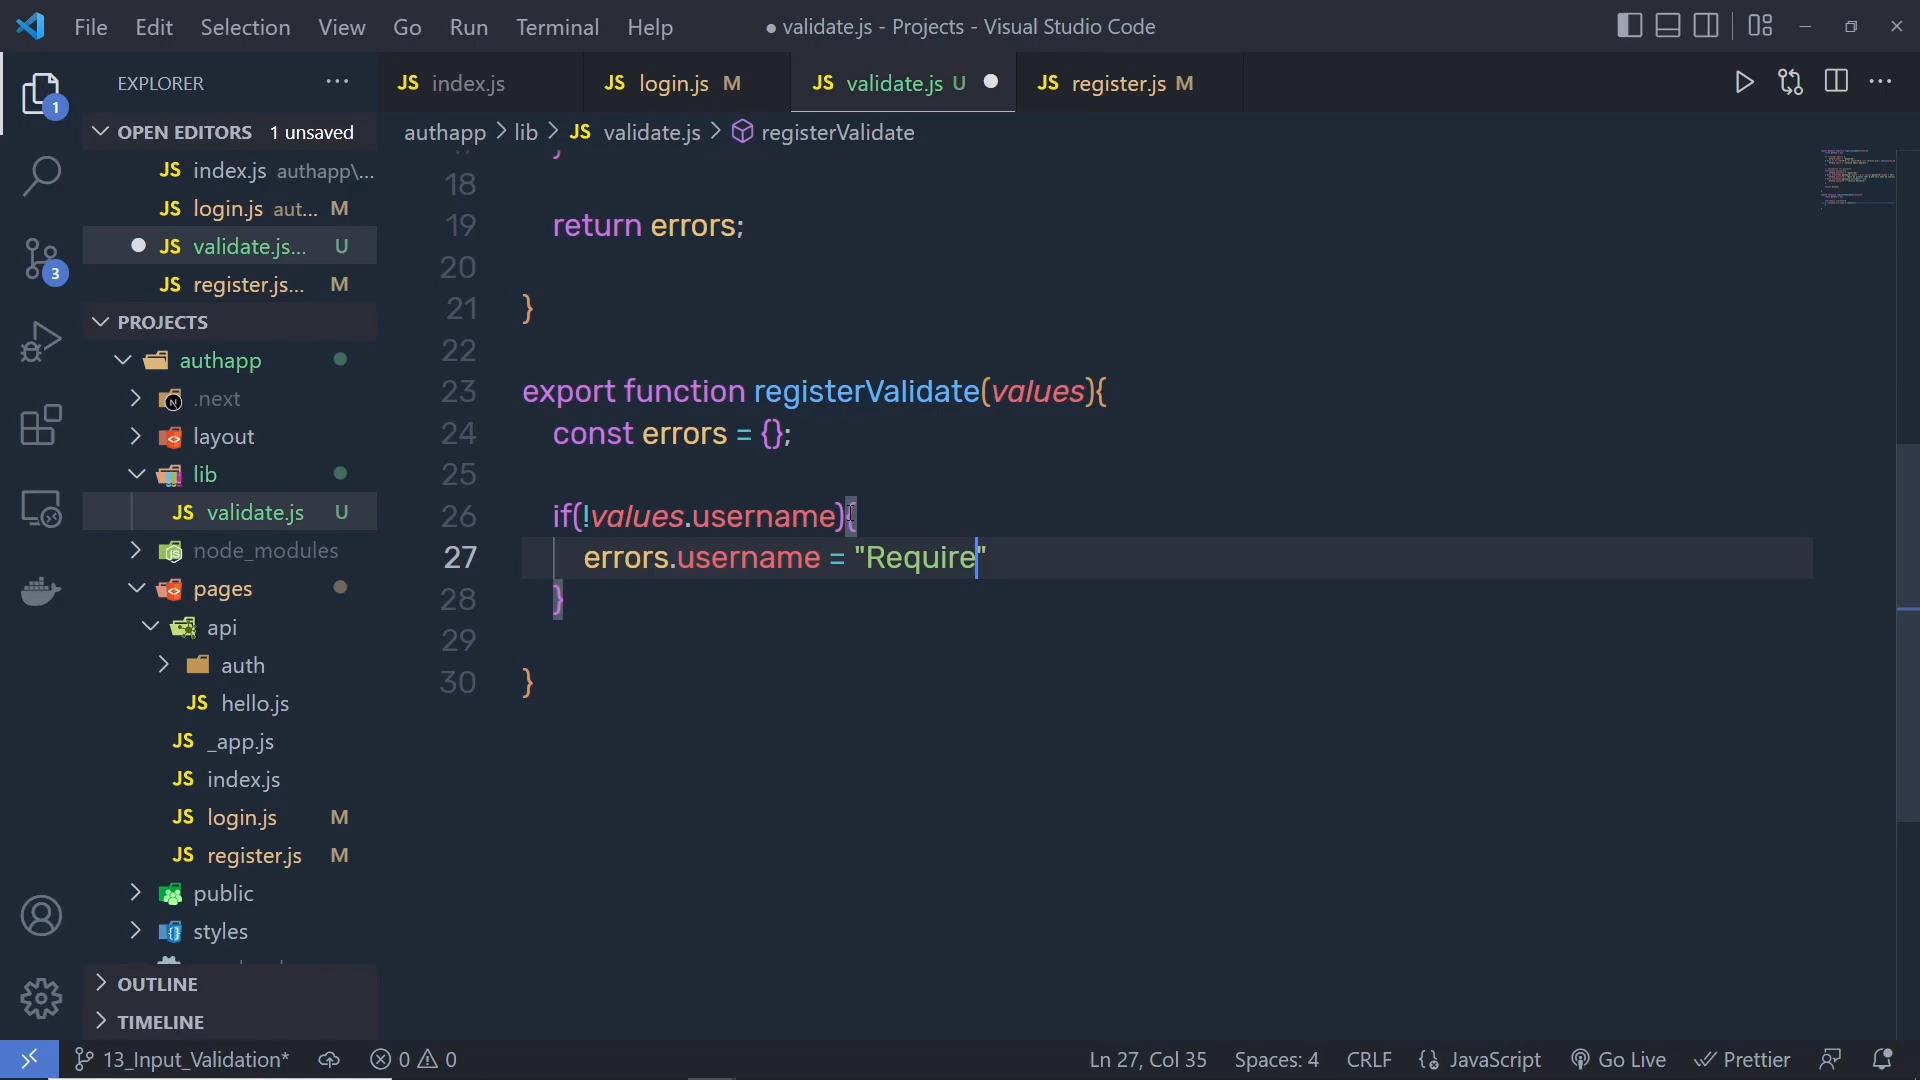 File Edit Selection View Go Run Terminal Help
● validate.js - Projects - Visual Studio Code
EXPLORER ...
JS index.js
JS login.js M
JS validate.js U ●
JS register.js M
1
OPEN EDITORS 1 unsaved
JS index.js authapp\...
JS login.js aut... M
● JS validate.js... U
JS register.js... M
3
PROJECTS
authapp
.next
layout
lib
JS validate.js U
node_modules
pages
api
auth
JS hello.js
JS _app.js
JS index.js
JS login.js M
JS register.js M
public
styles
OUTLINE
TIMELINE
authapp > lib > JS validate.js > registerValidate
18
19 return errors;
20
21 }
22
23 export function registerValidate(values){
24 const errors = {};
25
26 if(!values.username){
27 errors.username = "Require"
28 }
29
30 }
13_Input_Validation* 0 0 Ln 27, Col 35 Spaces: 4 CRLF JavaScript Go Live Prettier